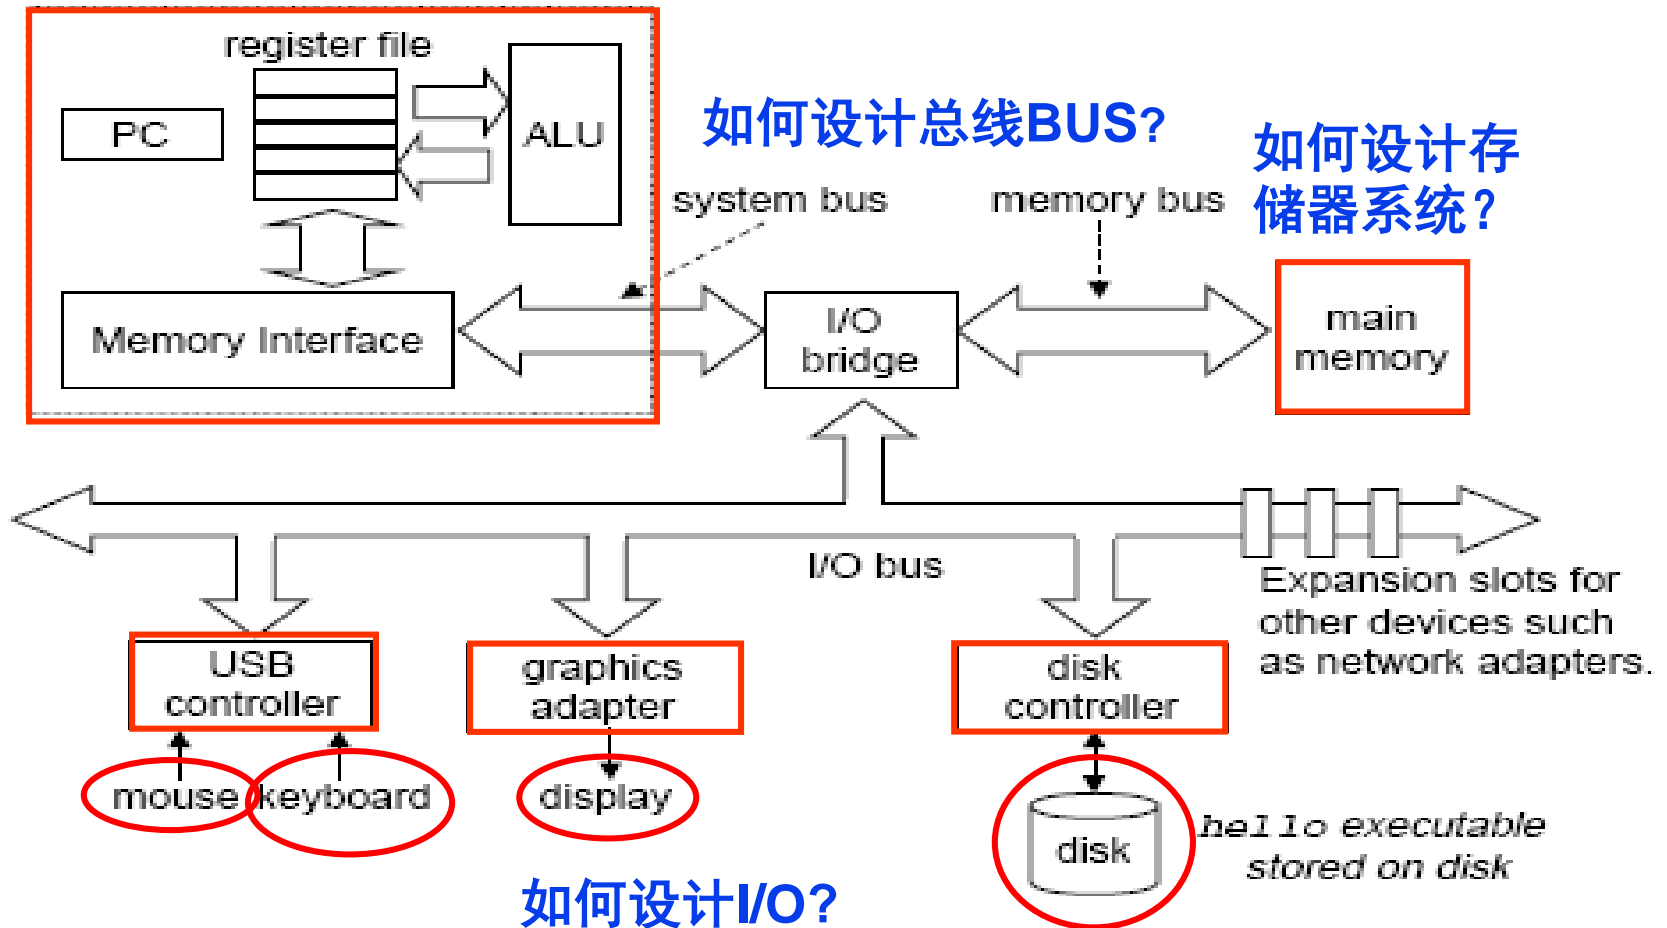 register file
PC
ALU
如何设计总线BUS?
如何设计存
储器系统？
system bus
memory bus
Memory Interface
I/O
bridge
main
memory
I/O bus
Expansion slots for
other devices such
as network adapters.
USB
controller
graphics
adapter
disk
controller
mouse
keyboard
display
disk
hello executable
stored on disk
如何设计I/O?